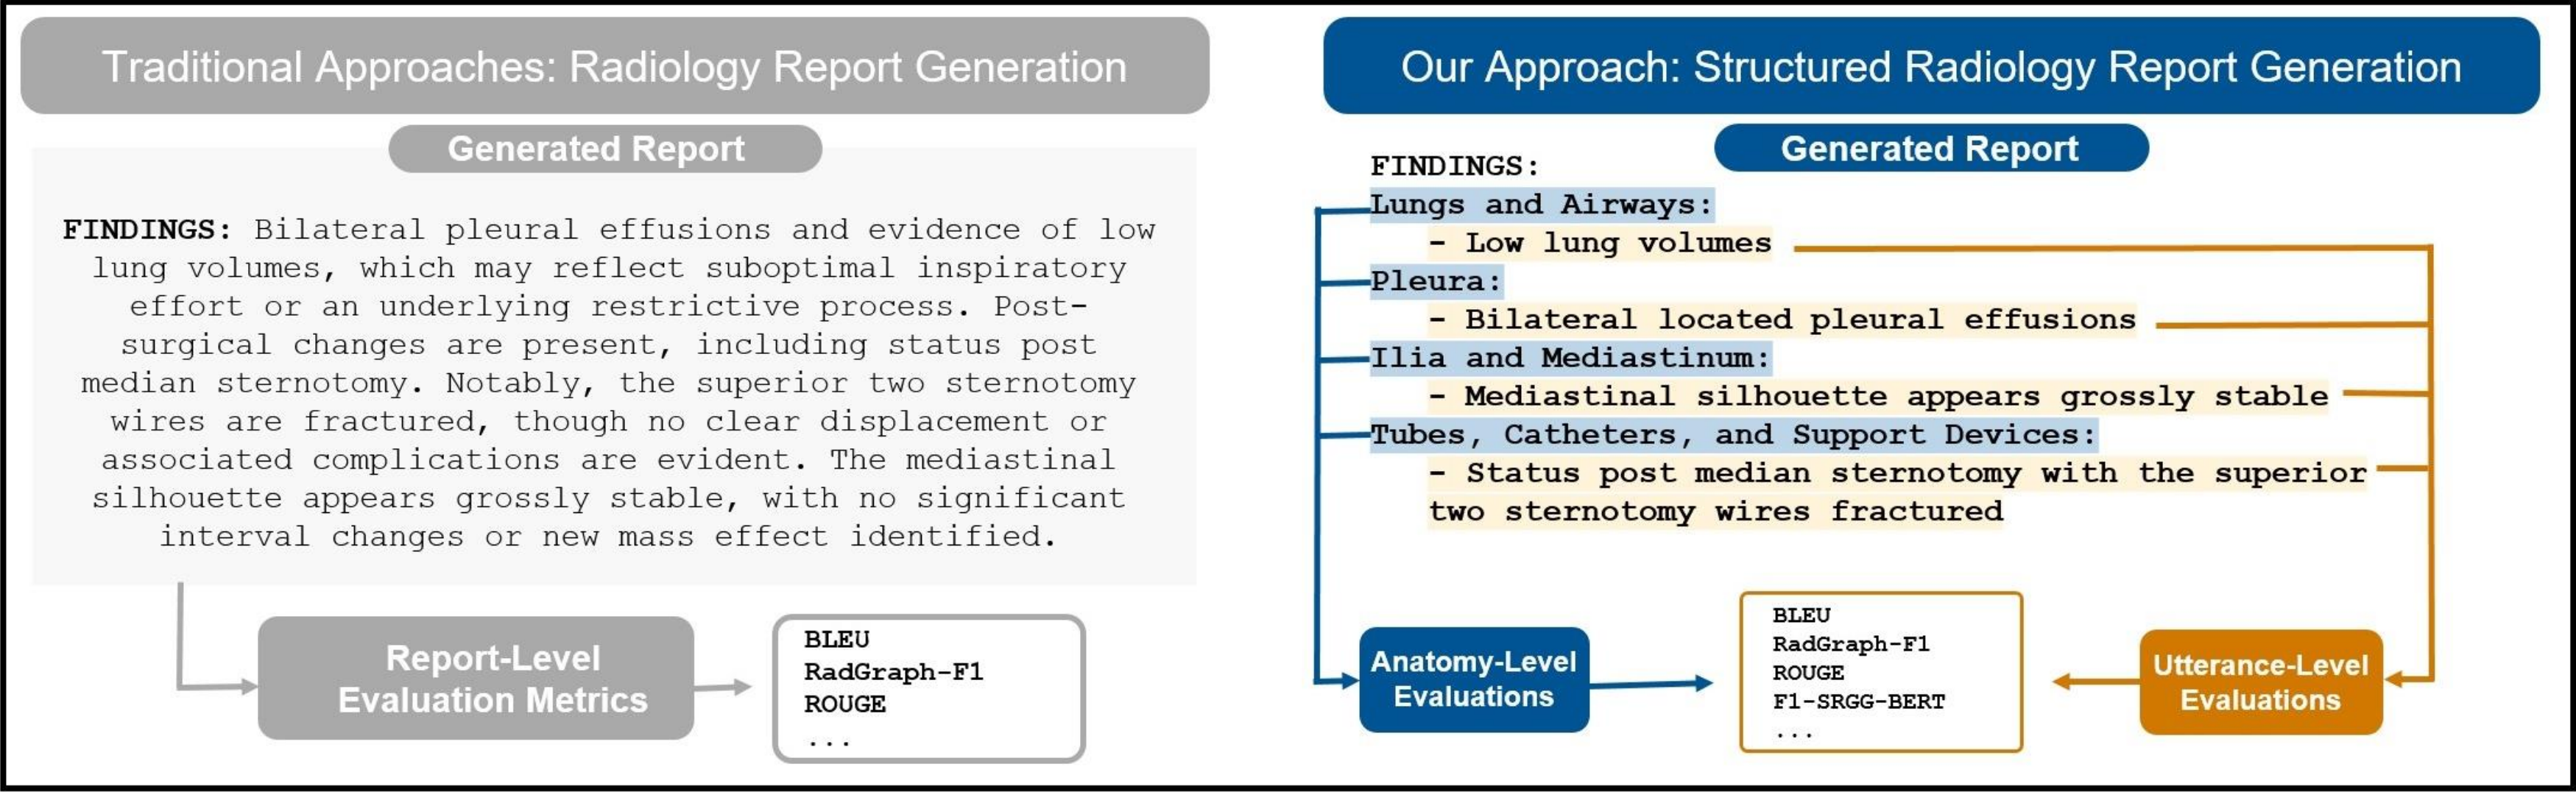 Traditional Approaches: Radiology Report Generation
Generated Report
FINDINGS: Bilateral pleural effusions and evidence of low
lung volumes, which may reflect suboptimal inspiratory
effort or an underlying restrictive process. Post-
surgical changes are present, including status post
median sternotomy. Notably, the superior two sternotomy
wires are fractured, though no clear displacement or
associated complications are evident. The mediastinal
silhouette appears grossly stable, with no significant
interval changes or new mass effect identified.
Report-Level
Evaluation Metrics
BLEU
RadGraph-F1
ROUGE
...
Our Approach: Structured Radiology Report Generation
Generated Report
FINDINGS:
Lungs and Airways:
- Low lung volumes
Pleura:
- Bilateral located pleural effusions
Ilia and Mediastinum:
- Mediastinal silhouette appears grossly stable
Tubes, Catheters, and Support Devices:
- Status post median sternotomy with the superior
two sternotomy wires fractured
Anatomy-Level
Evaluations
BLEU
RadGraph-F1
ROUGE
F1-SRGG-BERT
...
Utterance-Level
Evaluations